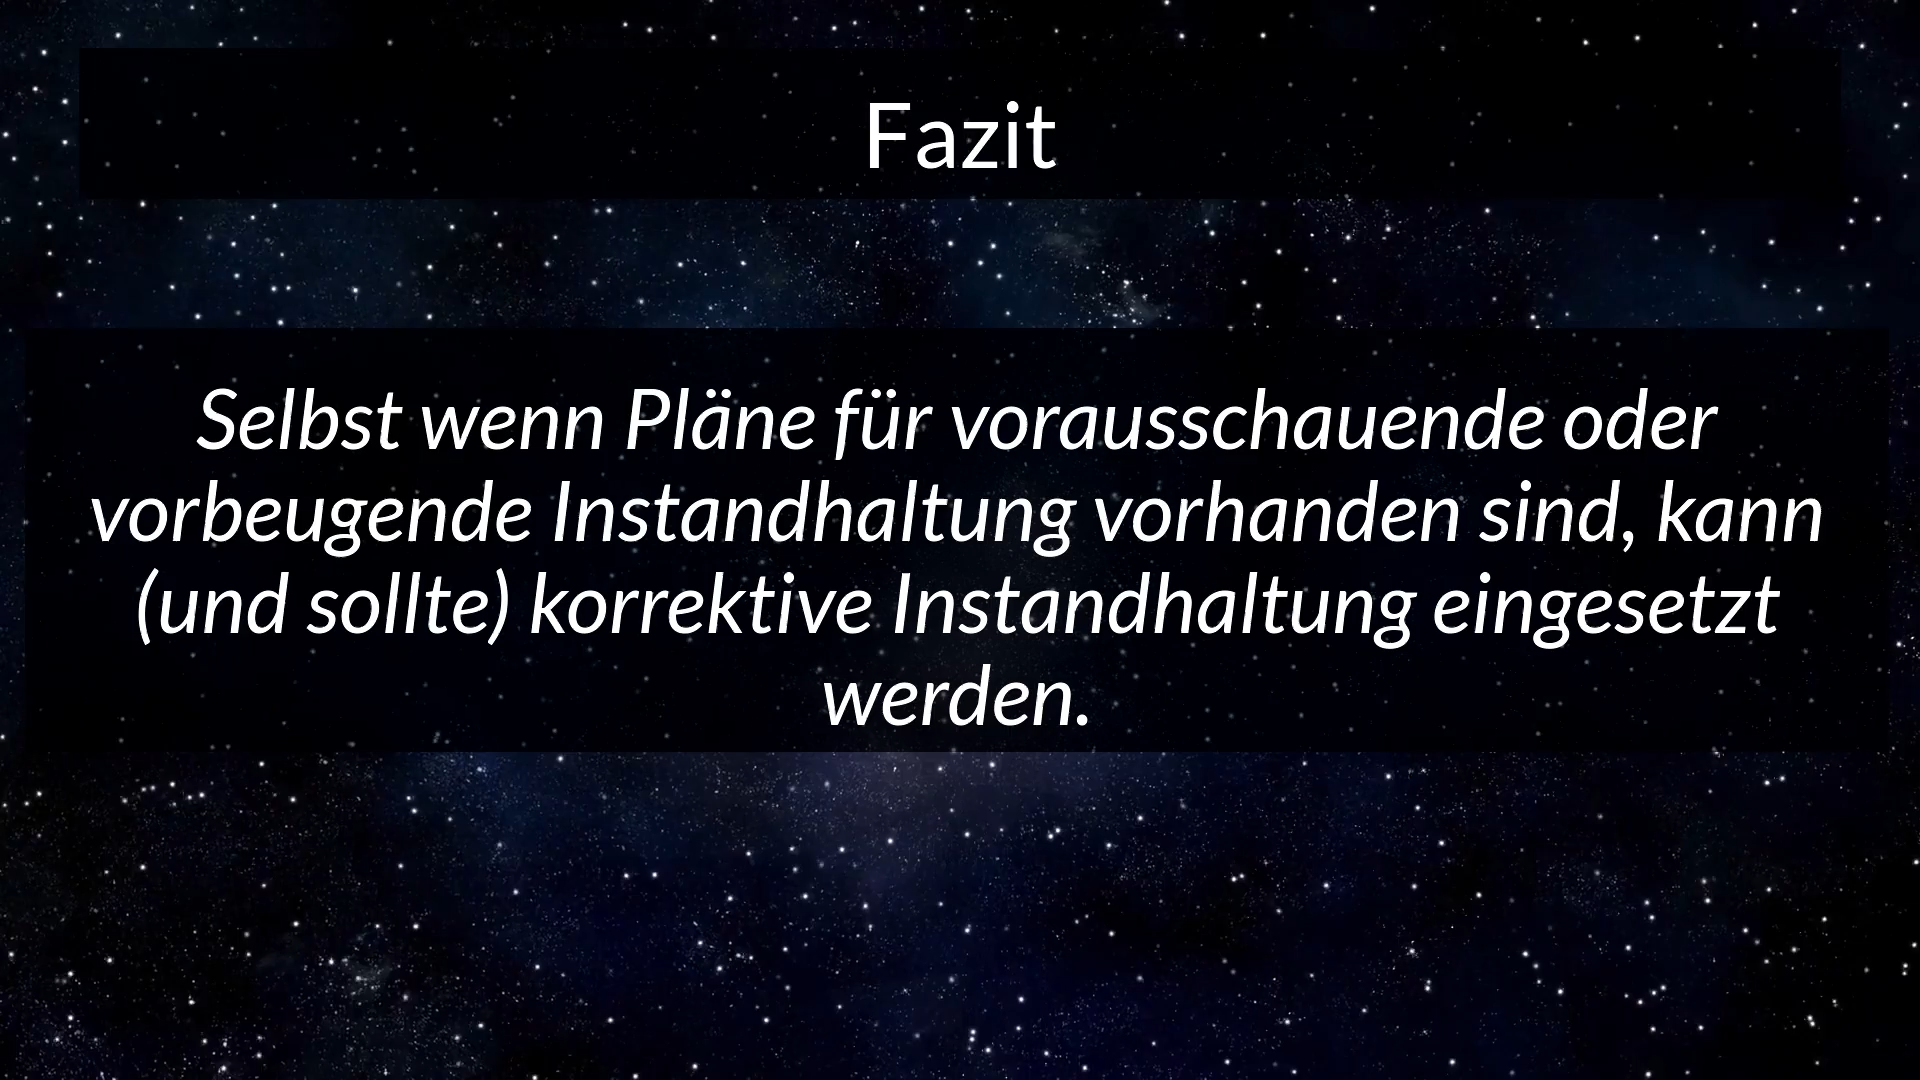 Fazit
Selbst wenn Pläne für vorausschauende oder
vorbeugende Instandhaltung vorhanden sind, kann
(und sollte) korrektive Instandhaltung eingesetzt
werden.